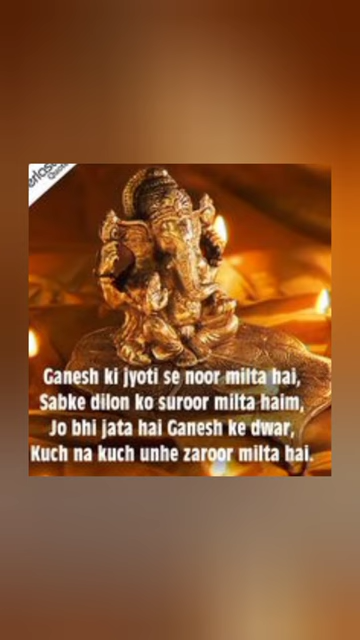 Ganesh ki jyoti se noor milta hai,
Sabke dilon ko suroor milta haim,
Jo bhi jata hai Ganesh ke dwar,
Kuch na kuch unhe zaroor milta hai.